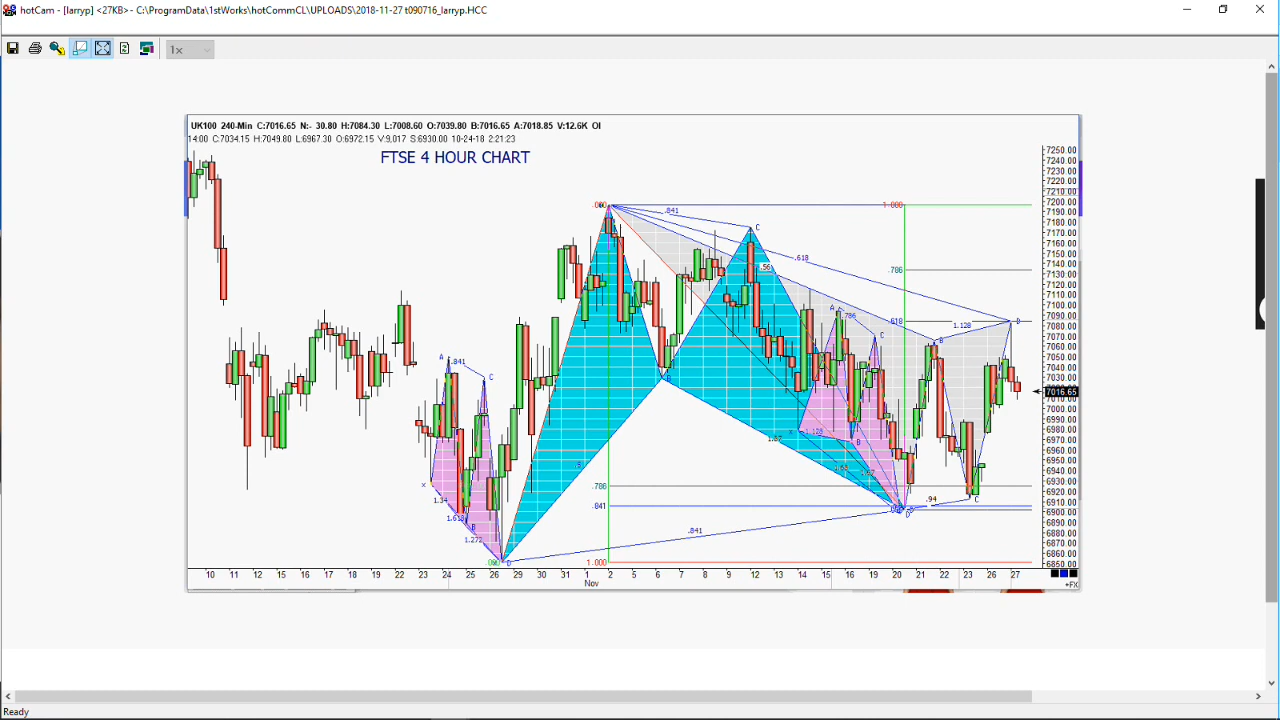 hotCam - [larryp] <27KB> - C:\ProgramData\1stWorks\hotCommCL\UPLOADS\2018-11-27 t090716_larryp.HCC
1x
UK100 240-Min C:7016.65 N:- 30.80 H:7084.30 L:7008.60 O:7039.80 B:7016.65 A:7018.85 V:12.6K OI
14:00 C:7034.15 H:7049.80 L:6967.30 O:6972.15 V:9,017 S:6930.00 10-24-18 2:21:23
FTSE 4 HOUR CHART
7250.00
7240.00
7230.00
7220.00
7210.00
7200.00
7190.00
7180.00
7170.00
7160.00
7150.00
7140.00
7130.00
7120.00
7110.00
7100.00
7090.00
7080.00
7070.00
7060.00
7050.00
7040.00
7030.00
7016.65
7010.00
7000.00
6990.00
6980.00
6970.00
6960.00
6950.00
6940.00
6930.00
6920.00
6910.00
6900.00
6890.00
6880.00
6870.00
6860.00
6850.00
.841
1.000
C
.618
.56
.786
A
.786
C
.618
1.128
D
B
A
.841
C
X
1.34
1.618
B
1.272
D
1.128
B
1.27
.786
.841
.94
C
.841
D
1.000
10 11 12 15 16 17 18 19 22 23 24 25 26 29 30 31 1 2 5 6 7 8 9 12 13 14 15 16 19 20 21 22 23 26 27
Nov
+FX
Ready